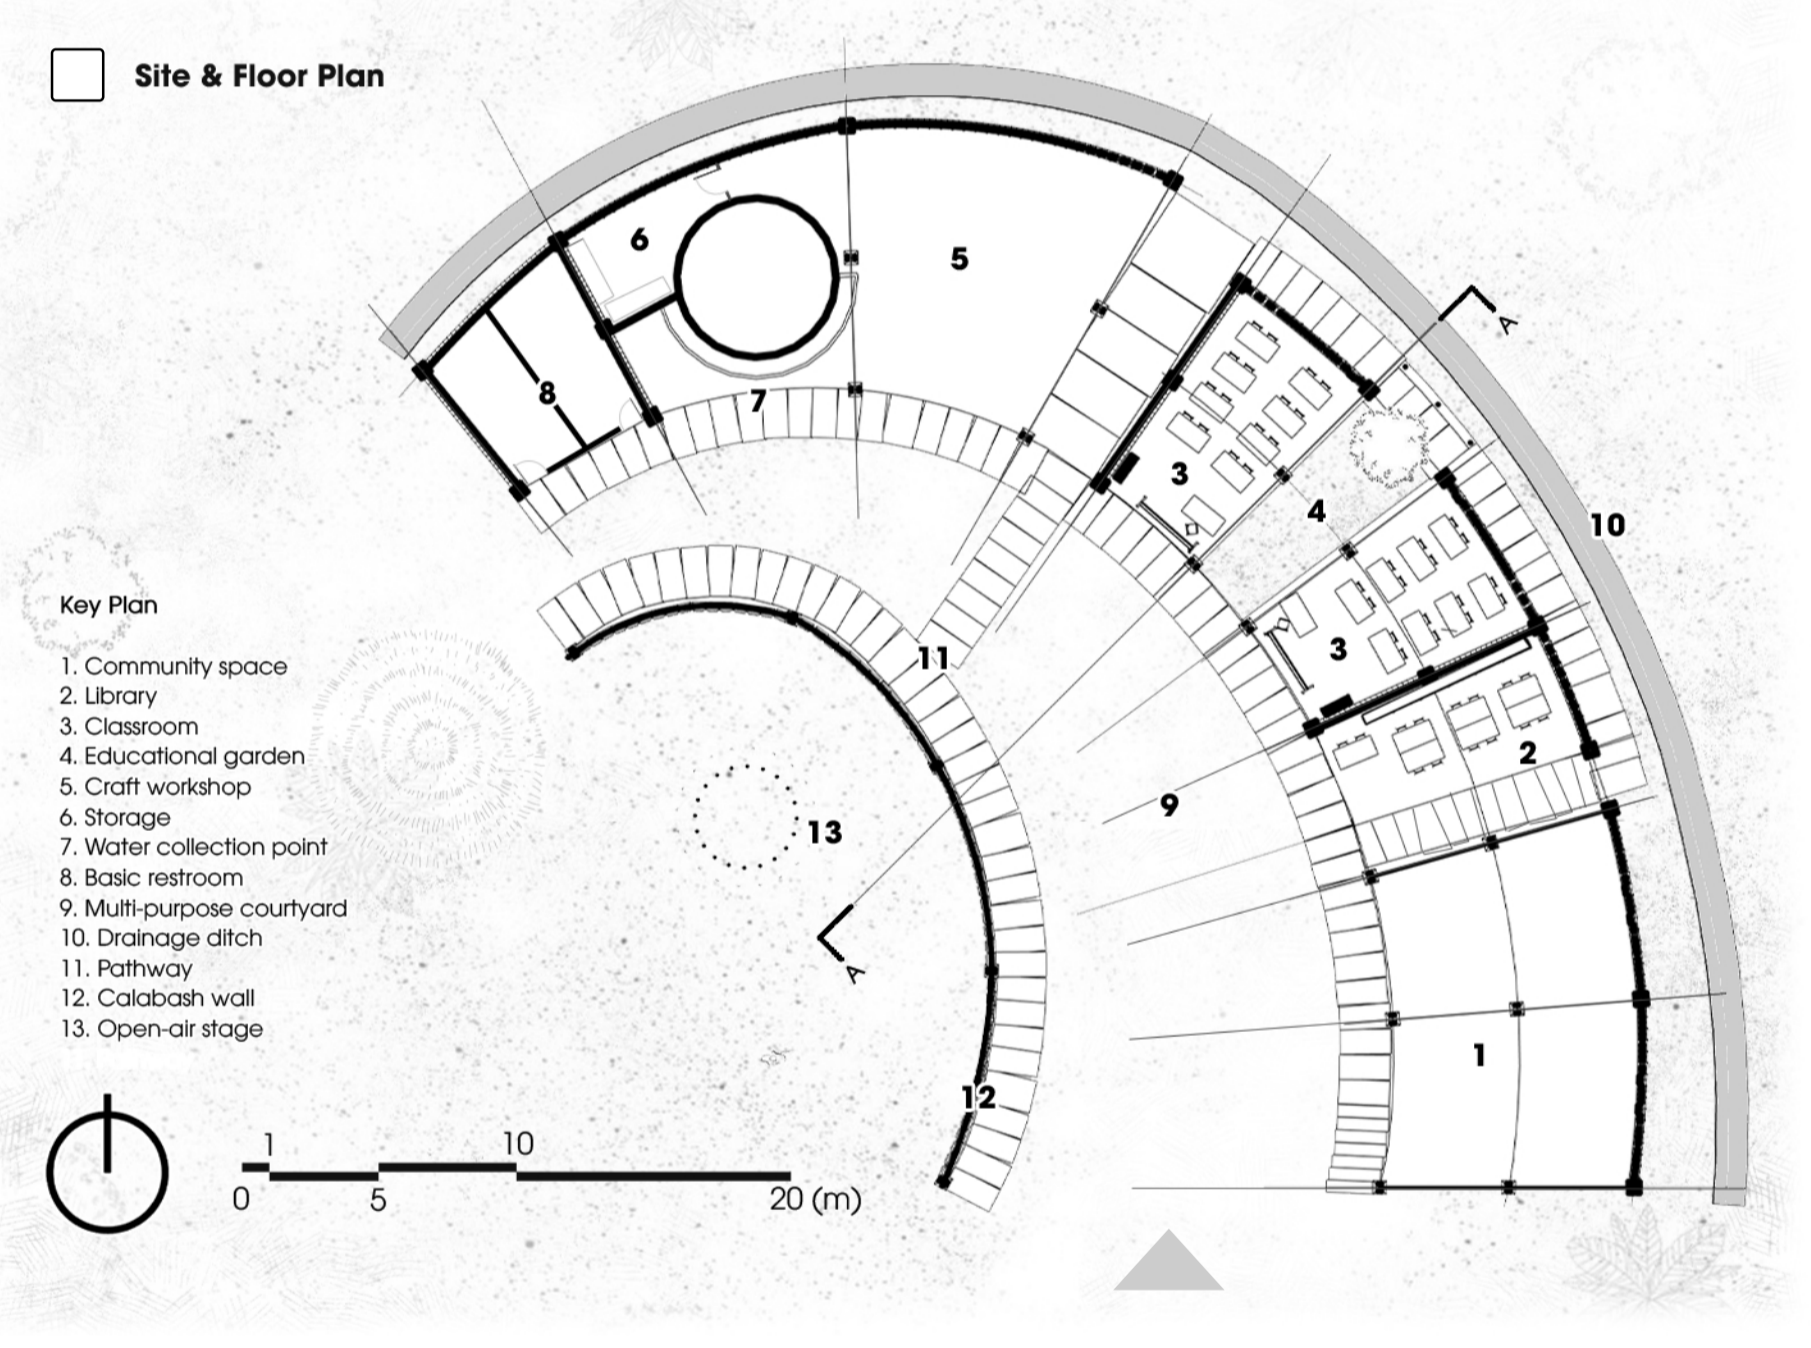 Site & Floor Plan
6
5
8
7
3
4
10
3
11
2
9
13
1
12
A
A
Key Plan
1. Community space
2. Library
3. Classroom
4. Educational garden
5. Craft workshop
6. Storage
7. Water collection point
8. Basic restroom
9. Multi-purpose courtyard
10. Drainage ditch
11. Pathway
12. Calabash wall
13. Open-air stage
1 10
0 5 20 (m)